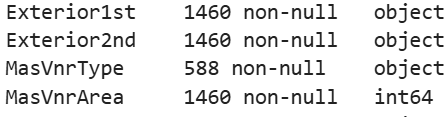 Exterior1st 1460 non-null object
Exterior2nd 1460 non-null object
MasVnrType 588 non-null object
MasVnrArea 1460 non-null int64